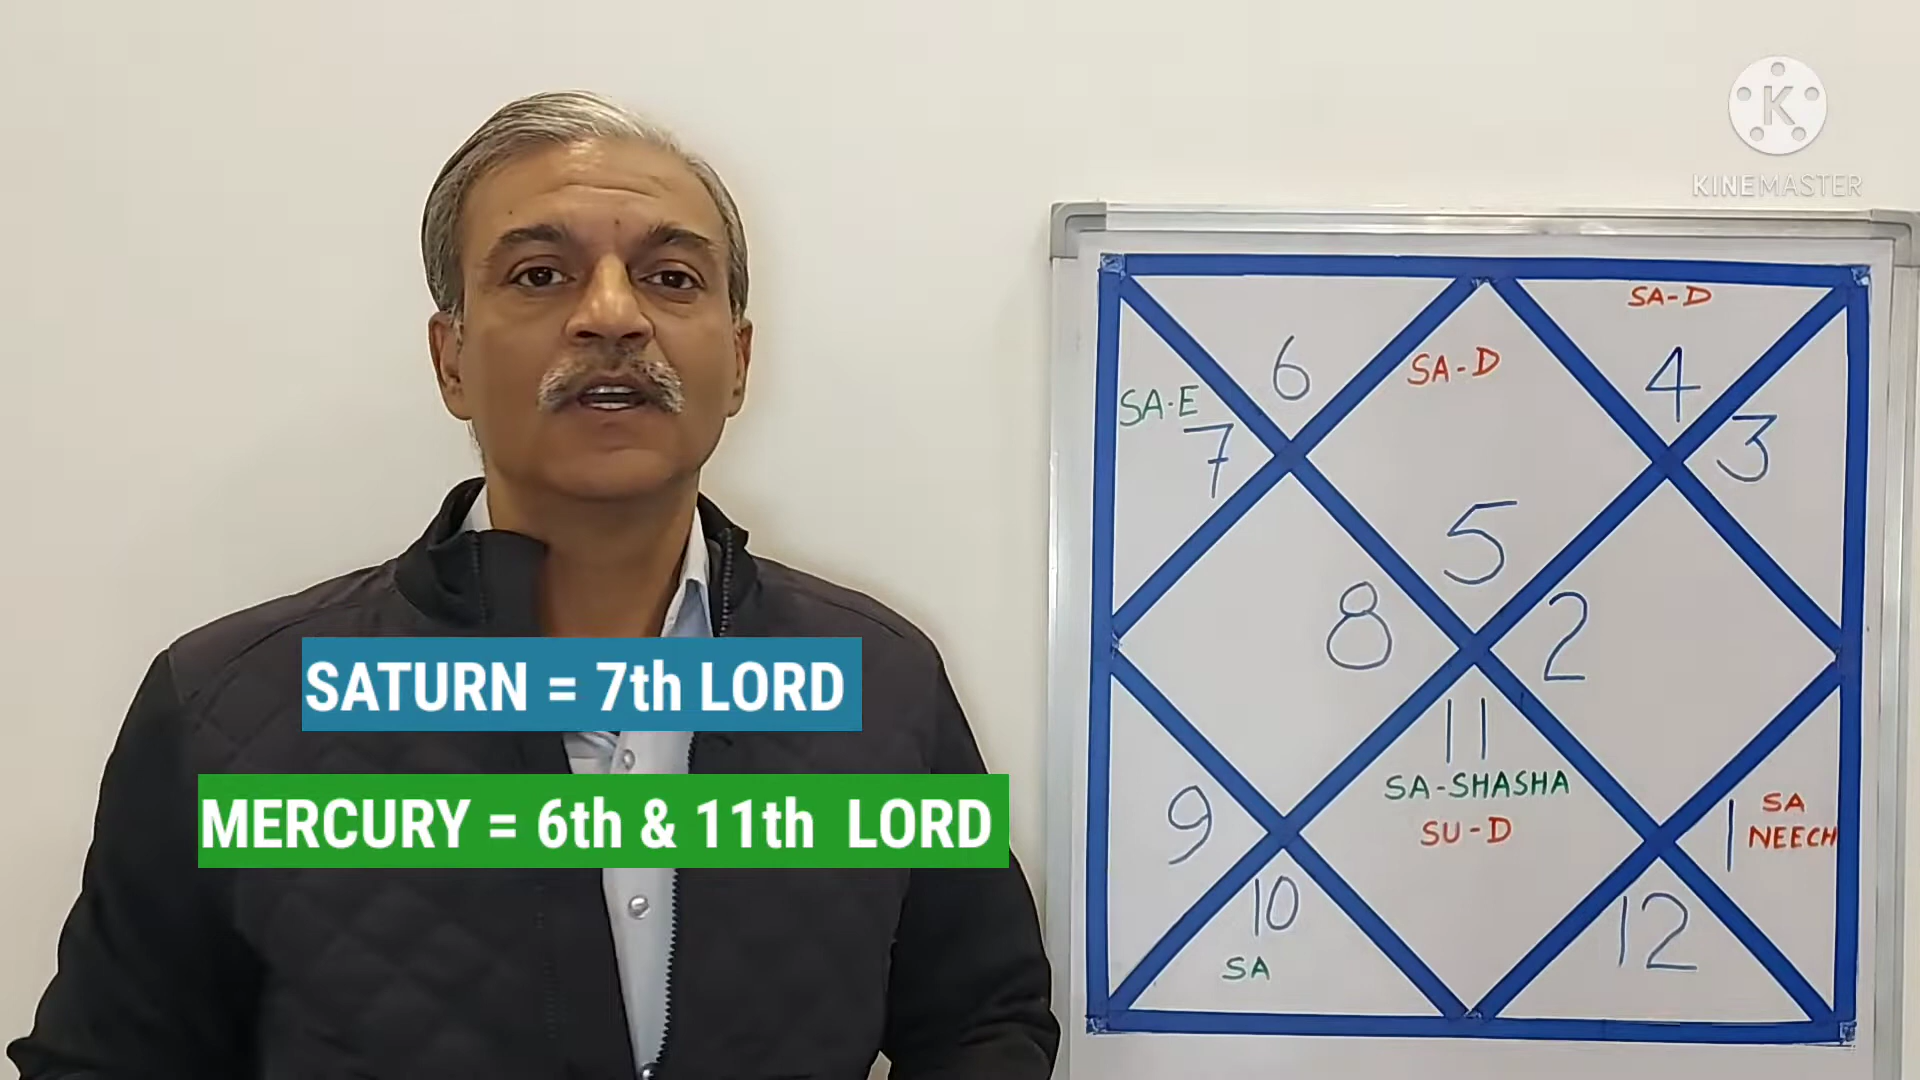 K
KINEMASTER
SA-D
6
SA-D
4
SA-E
7
3
5
8
2
11
SA-SHASHA
SU-D
9
1
SA
NEECH
10
12
SA
SATURN = 7th LORD
MERCURY = 6th & 11th LORD